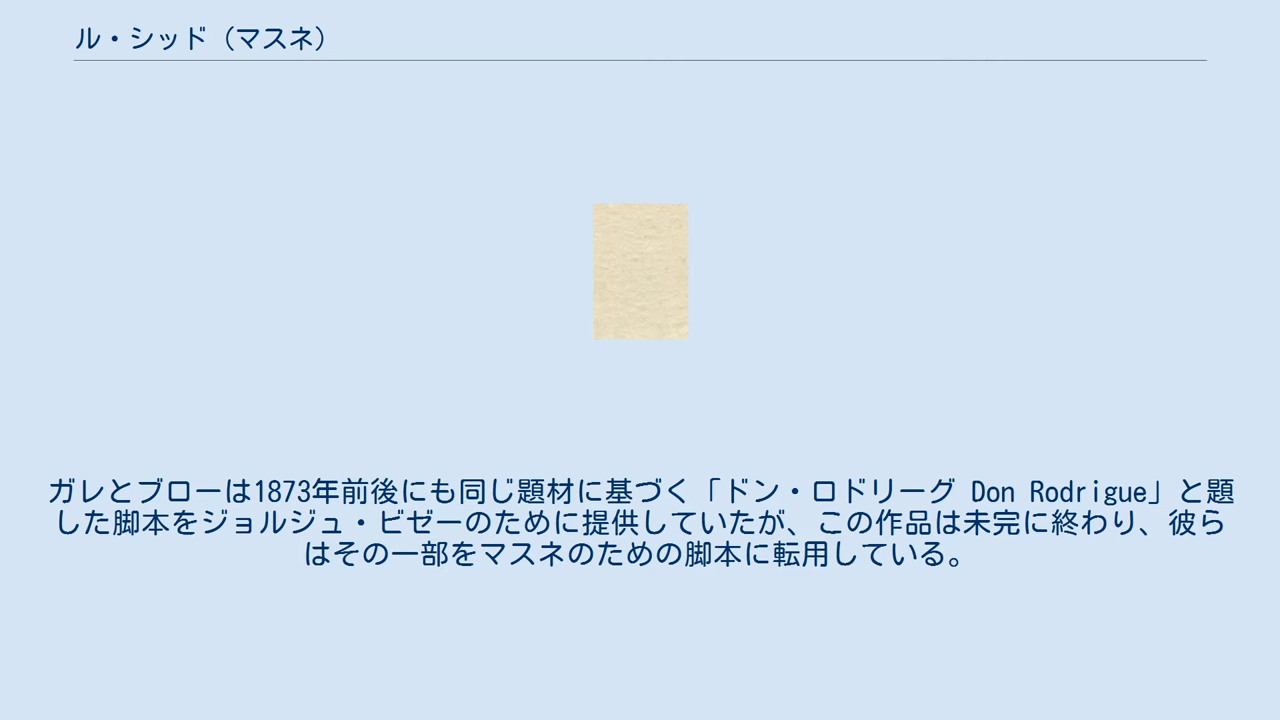 ル・シッド（マスネ）
ガレとブローは1873年前後にも同じ題材に基づく「ドン・ロドリーグ Don Rodrigue」と題
した脚本をジョルジュ・ビゼーのために提供していたが、この作品は未完に終わり、彼ら
はその一部をマスネのための脚本に転用している。